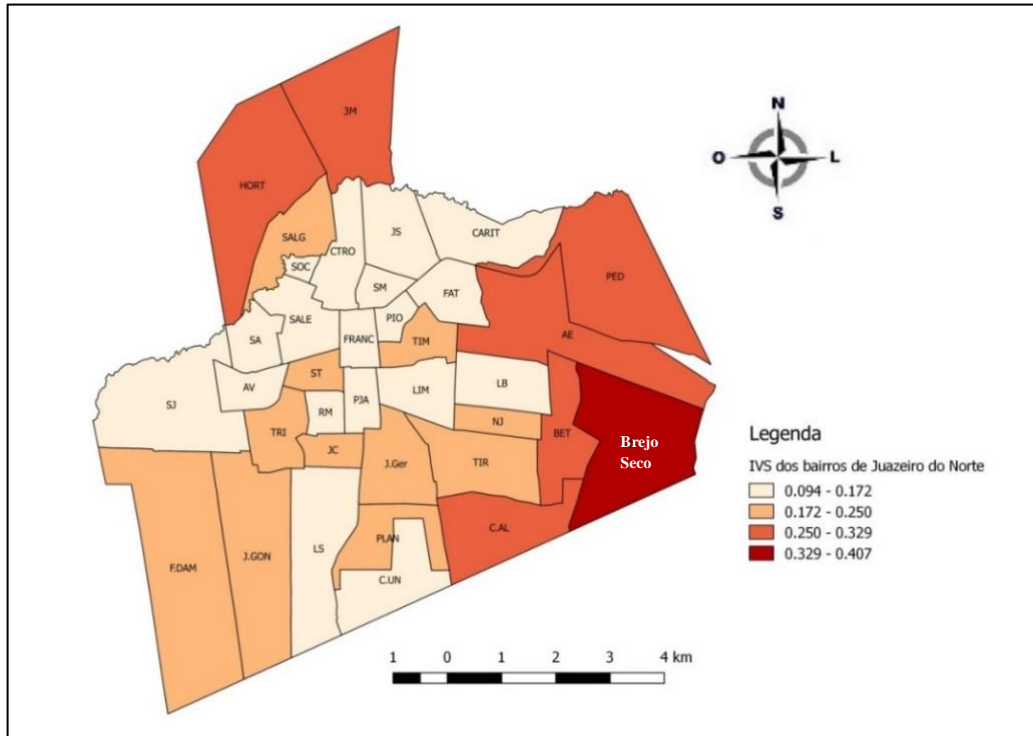 3M
HORT
N
O
L
S
SALG
CTRO
JS
CARIT
SOC
SM
FAT
PED
SALE
PIO
SA
FRANC
TIM
AE
ST
AV
LIM
LB
SJ
RM
PJA
TRI
NJ
BET
Brejo
Seco
JC
J.Ger
TIR
Legenda
IVS dos bairros de Juazeiro do Norte
0.094 - 0.172
0.172 - 0.250
0.250 - 0.329
0.329 - 0.407
C.AL
PLAN
LS
F.DAM
J.GON
C.UN
1 0 1 2 3 4 km